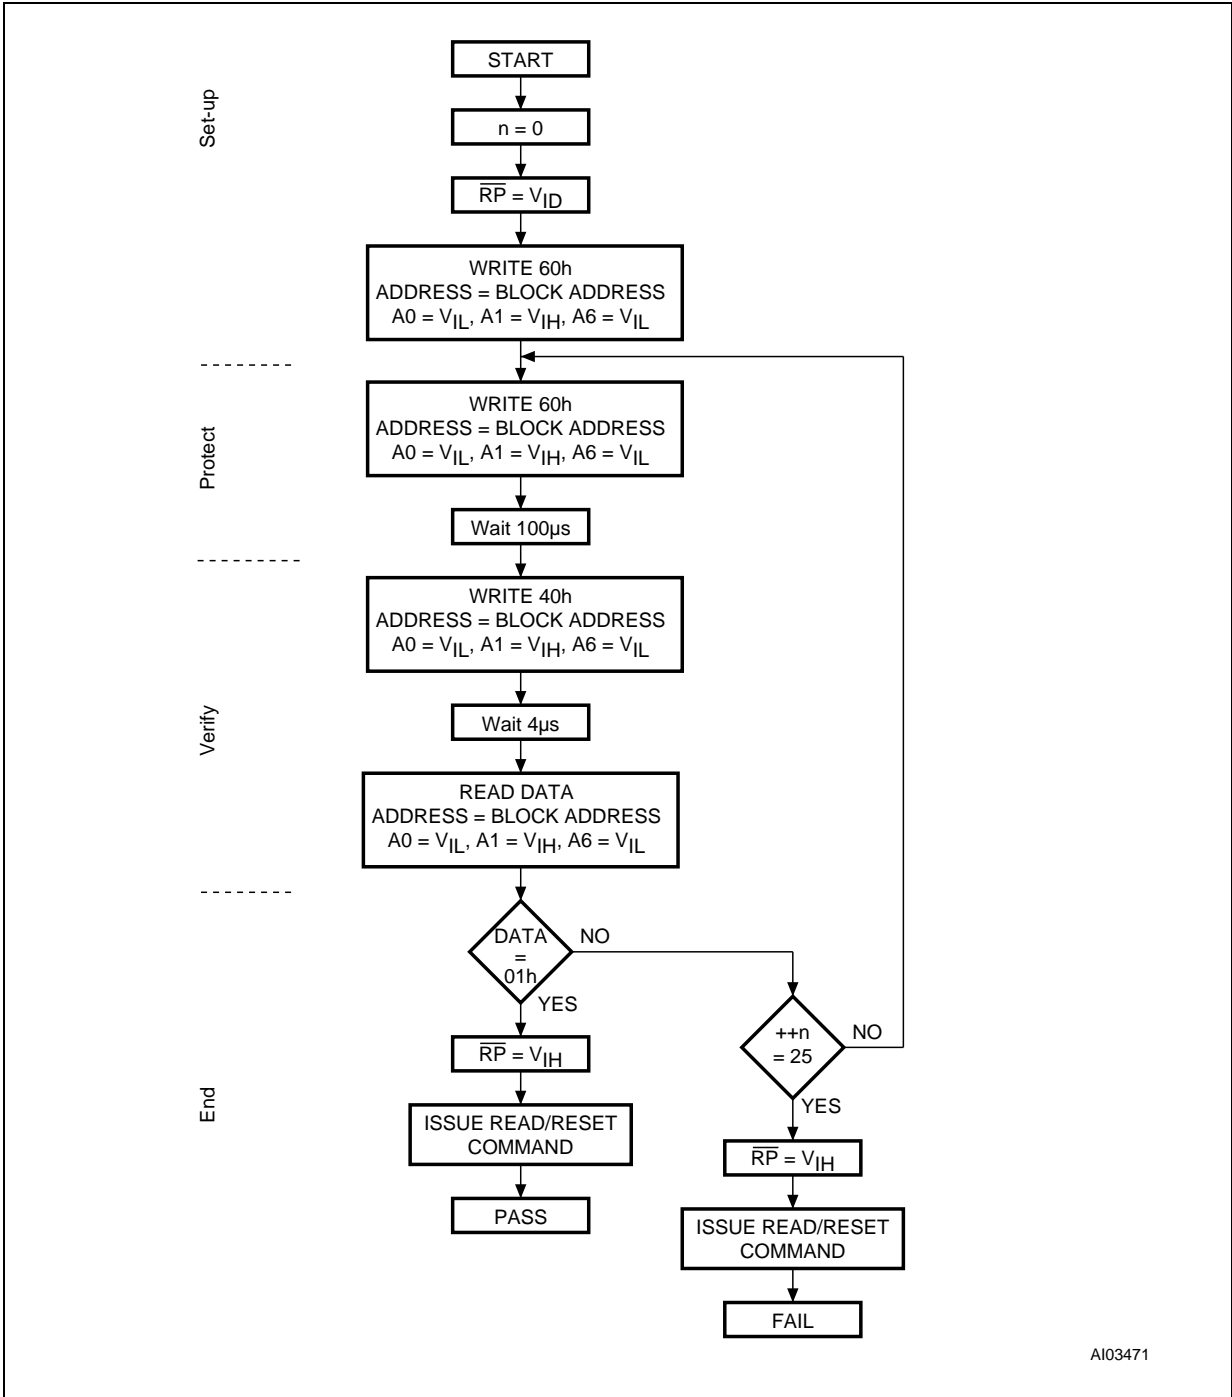 Set-up
START
n = 0
R̅P̅ = VID
WRITE 60h
ADDRESS = BLOCK ADDRESS
A0 = VIL, A1 = VIH, A6 = VIL
Protect
WRITE 60h
ADDRESS = BLOCK ADDRESS
A0 = VIL, A1 = VIH, A6 = VIL
Wait 100µs
Verify
WRITE 40h
ADDRESS = BLOCK ADDRESS
A0 = VIL, A1 = VIH, A6 = VIL
Wait 4µs
READ DATA
ADDRESS = BLOCK ADDRESS
A0 = VIL, A1 = VIH, A6 = VIL
End
DATA
=
01h
NO
YES
R̅P̅ = VIH
ISSUE READ/RESET
COMMAND
PASS
++n
= 25
NO
YES
R̅P̅ = VIH
ISSUE READ/RESET
COMMAND
FAIL
AI03471